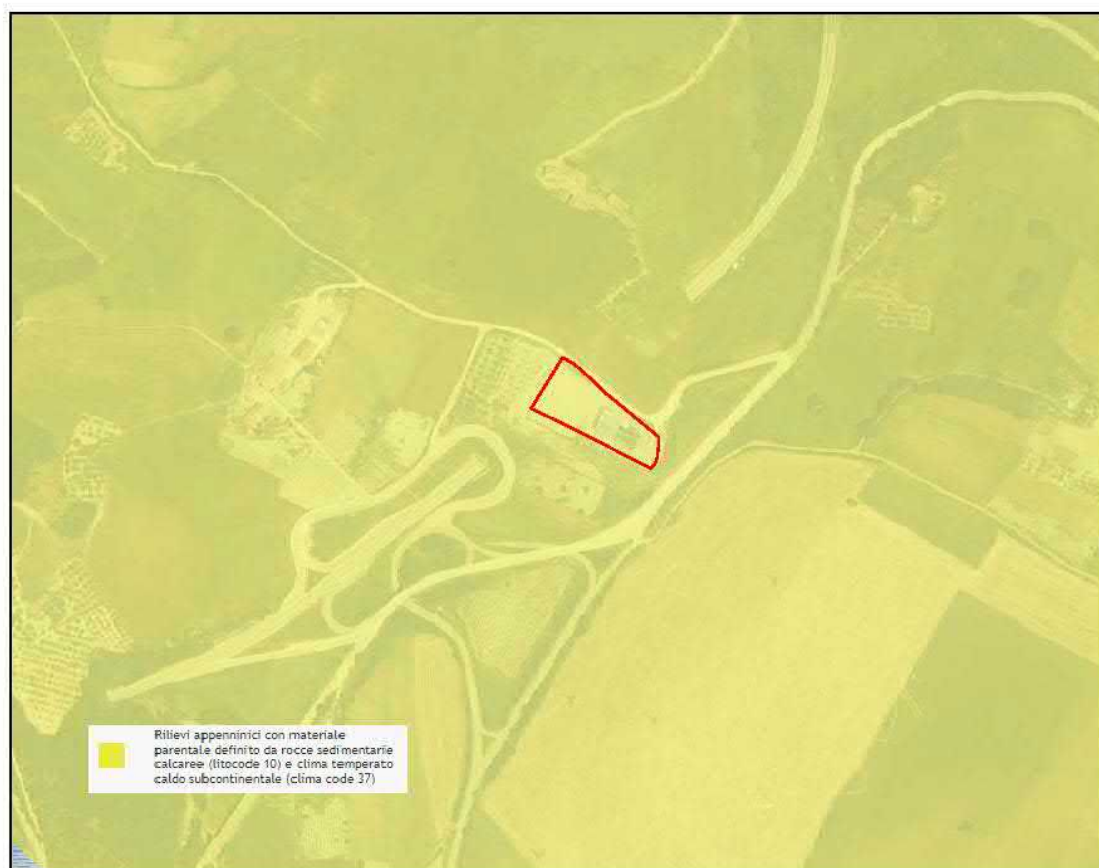 Rilievi appenninici con materiale
parentale definito da rocce sedimentarie
calcaree (litocode 10) e clima temperato
caldo subcontinentale (clima code 37)